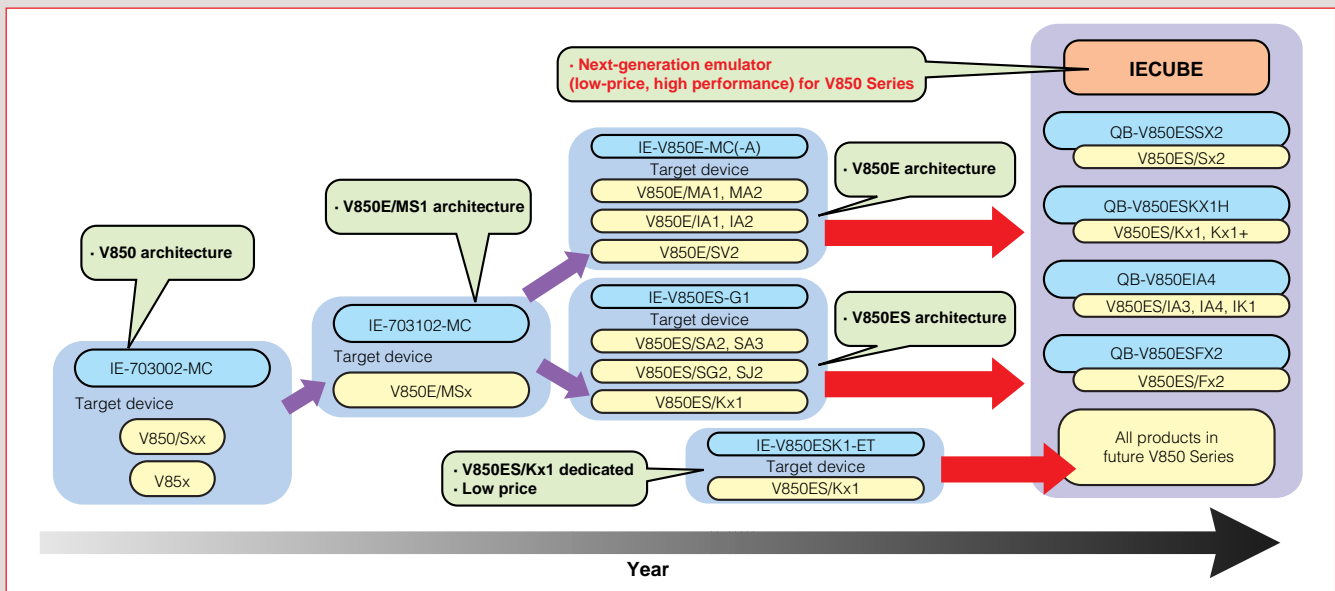 · Next-generation emulator
(low-price, high performance) for V850 Series
IECUBE
QB-V850ESSX2
V850ES/Sx2
QB-V850ESKX1H
V850ES/Kx1, Kx1+
QB-V850EIA4
V850ES/IA3, IA4, IK1
QB-V850ESFX2
V850ES/Fx2
All products in
future V850 Series
IE-V850E-MC(-A)
Target device
V850E/MA1, MA2
V850E/IA1, IA2
V850E/SV2
· V850E architecture
· V850E/MS1 architecture
· V850 architecture
IE-V850ES-G1
Target device
V850ES/SA2, SA3
V850ES/SG2, SJ2
V850ES/Kx1
· V850ES architecture
IE-703102-MC
Target device
V850E/MSx
IE-703002-MC
Target device
V850/Sxx
V85x
· V850ES/Kx1 dedicated
· Low price
IE-V850ESK1-ET
Target device
V850ES/Kx1
Year